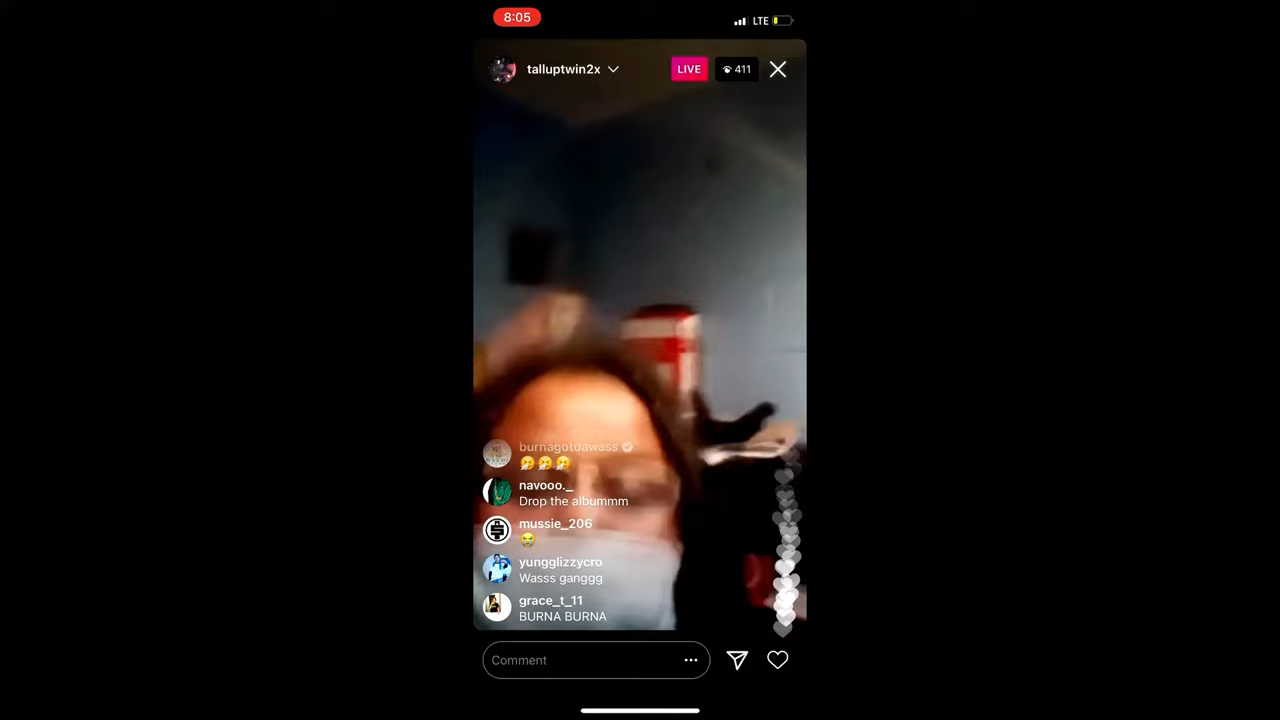 8:05
LTE
talluptwin2x
LIVE
411
burnagotdawass
navooo._
Drop the albummm
mussie_206
yungglizzycro
Wasss ganggg
grace_t_11
BURNA BURNA
Comment